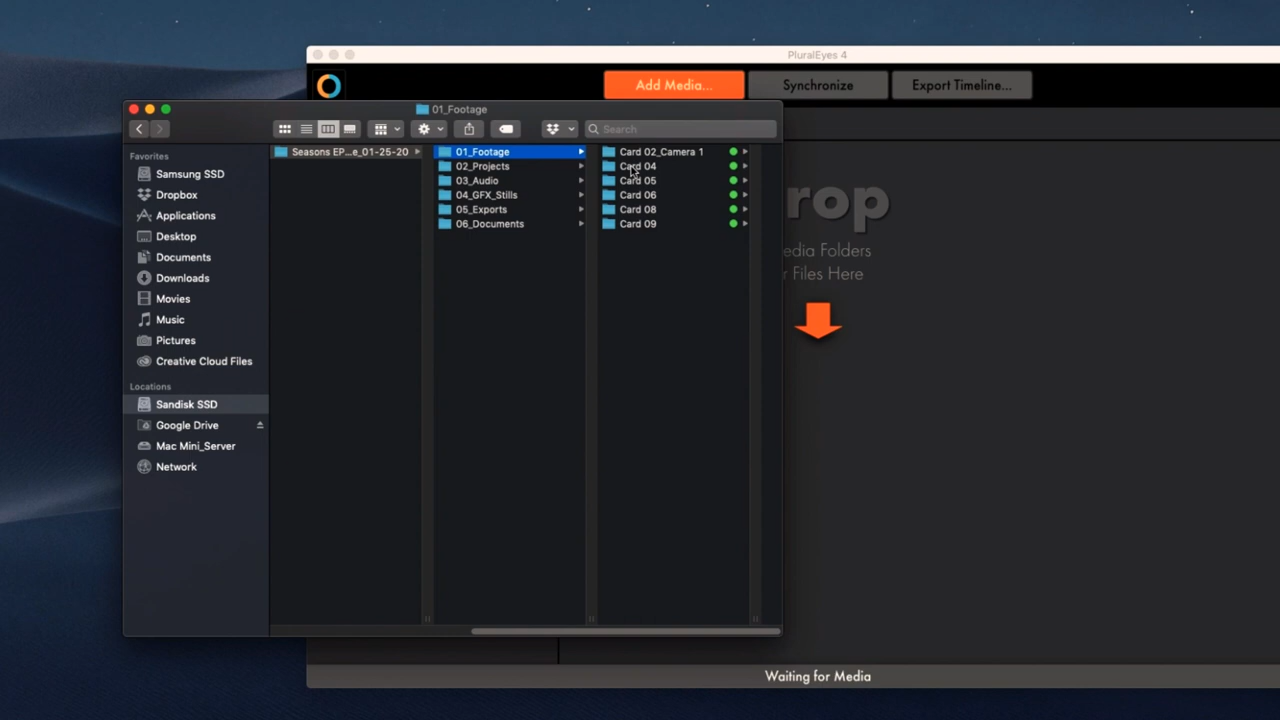 PluralEyes 4
Add Media...
Synchronize
Export Timeline...
01_Footage
Search
Favorites
Samsung SSD
Dropbox
Applications
Desktop
Documents
Downloads
Movies
Music
Pictures
Creative Cloud Files
Locations
Sandisk SSD
Google Drive
Mac Mini_Server
Network
Seasons EP...e_01-25-20
01_Footage
02_Projects
03_Audio
04_GFX_Stills
05_Exports
06_Documents
Card 02_Camera 1
Card 04
Card 05
Card 06
Card 08
Card 09
rop
edia Folders
r Files Here
Waiting for Media